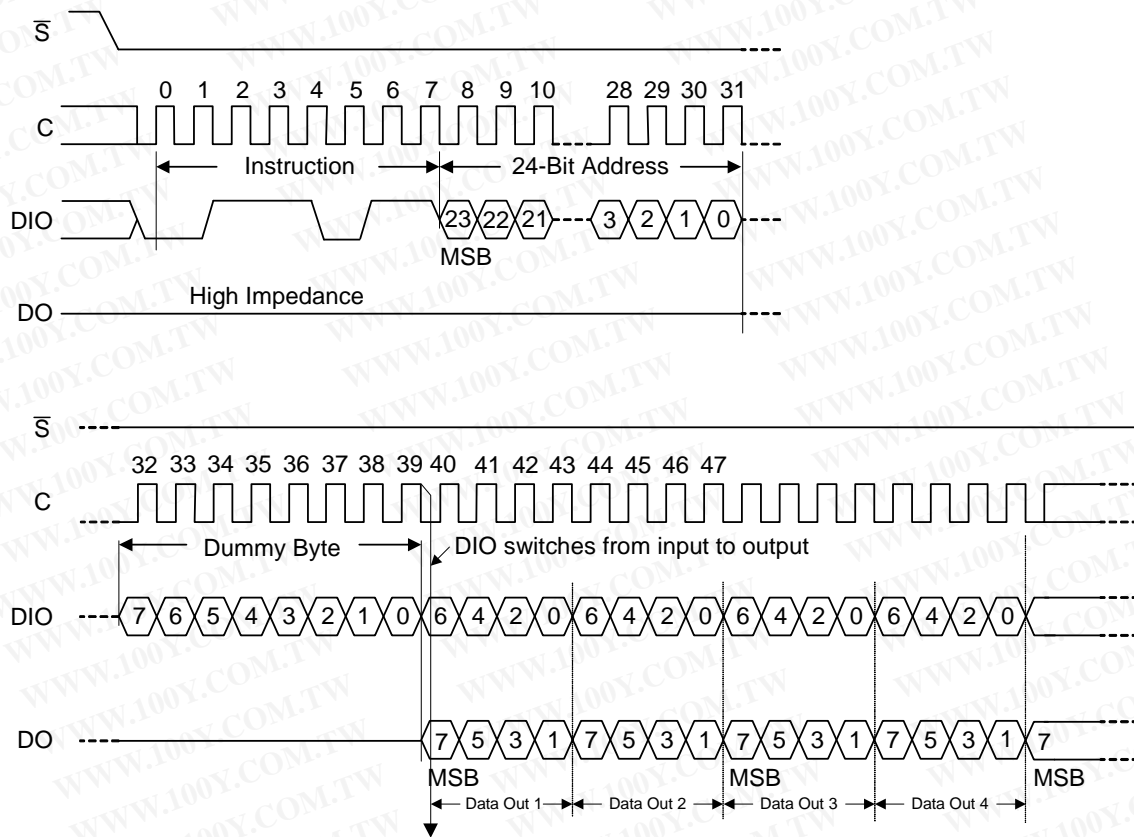 S
0 1 2 3 4 5 6 7 8 9 10 28 29 30 31
C
Instruction 24-Bit Address
DIO 23 22 21 3 2 1 0
MSB
High Impedance
DO
S
32 33 34 35 36 37 38 39 40 41 42 43 44 45 46 47
C
Dummy Byte DIO switches from input to output
DIO 7 6 5 4 3 2 1 0 6 4 2 0 6 4 2 0 6 4 2 0 6 4 2 0
DO 7 5 3 1 7 5 3 1 7 5 3 1 7 5 3 1 7
MSB MSB MSB
Data Out 1 Data Out 2 Data Out 3 Data Out 4
WWW.100Y.COM.TW